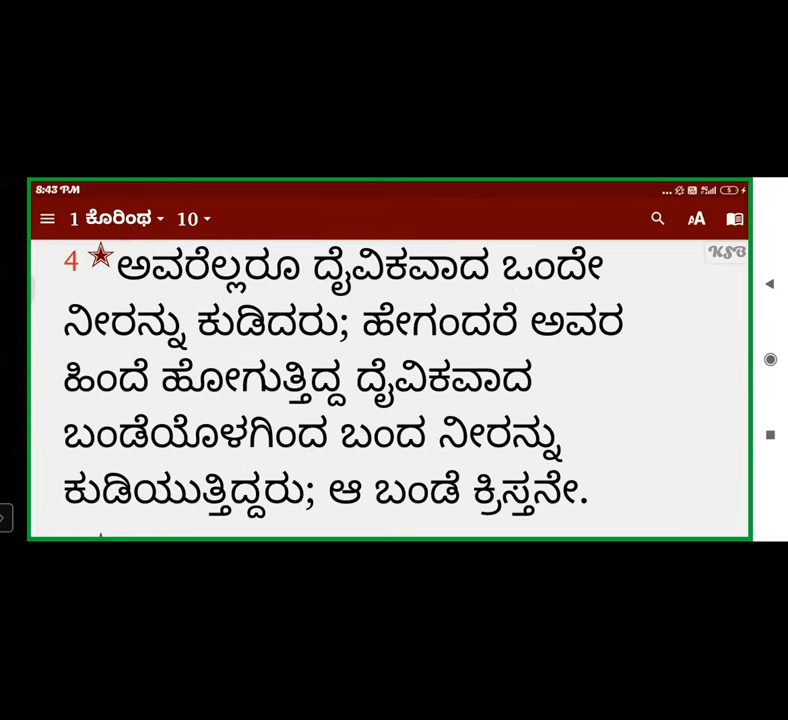 8:43 PM
1 ಕೊರಿಂಥ 10
KSB
4 ಅವರೆಲ್ಲರೂ ದೈವಿಕವಾದ ಒಂದೇ
ನೀರನ್ನು ಕುಡಿದರು; ಹೇಗಂದರೆ ಅವರ
ಹಿಂದೆ ಹೋಗುತ್ತಿದ್ದ ದೈವಿಕವಾದ
ಬಂಡೆಯೊಳಗಿಂದ ಬಂದ ನೀರನ್ನು
ಕುಡಿಯುತ್ತಿದ್ದರು; ಆ ಬಂಡೆ ಕ್ರಿಸ್ತನೇ.